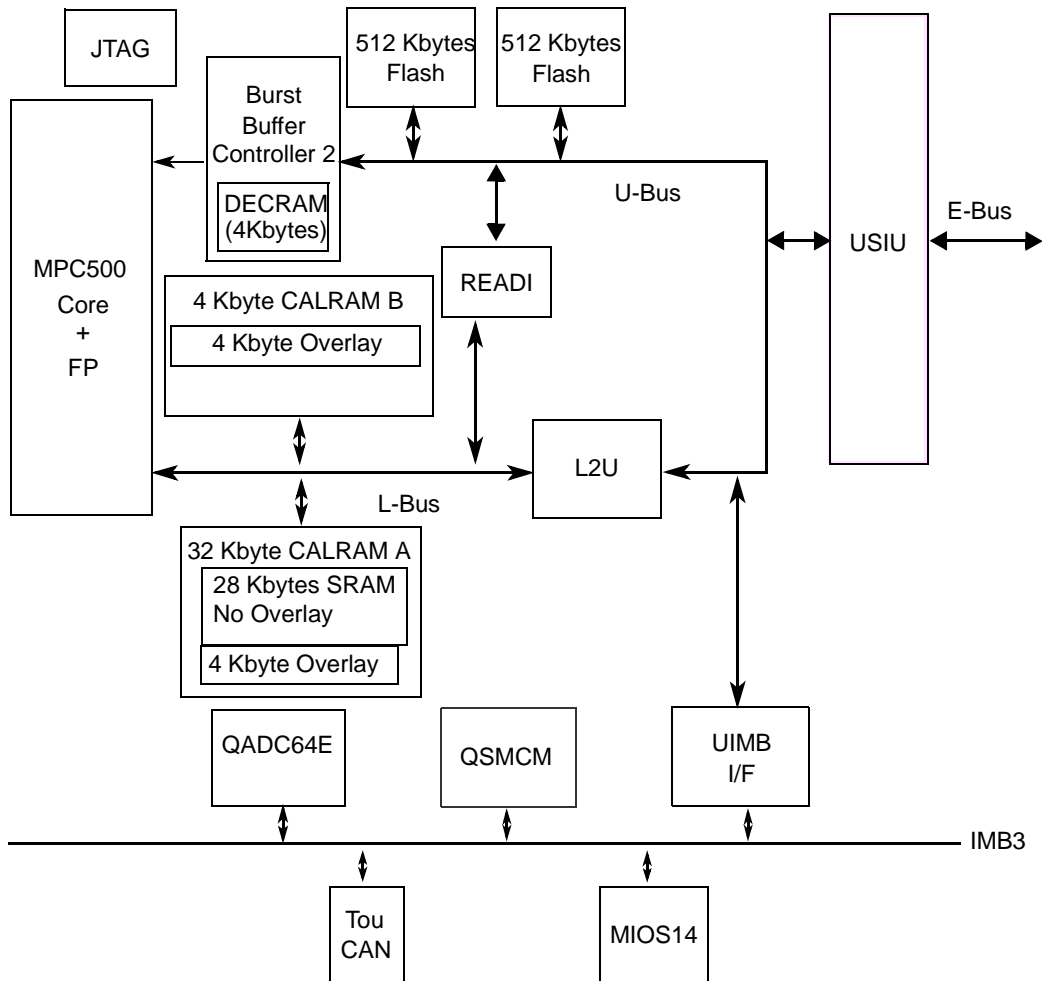 JTAG
512 Kbytes
Flash
512 Kbytes
Flash
Burst
Buffer
Controller 2
DECRAM
(4Kbytes)
U-Bus
E-Bus
USIU
MPC500
Core
+
FP
READI
4 Kbyte CALRAM B
4 Kbyte Overlay
L2U
L-Bus
32 Kbyte CALRAM A
28 Kbytes SRAM
No Overlay
4 Kbyte Overlay
QADC64E
QSMCM
UIMB
I/F
IMB3
Tou
CAN
MIOS14